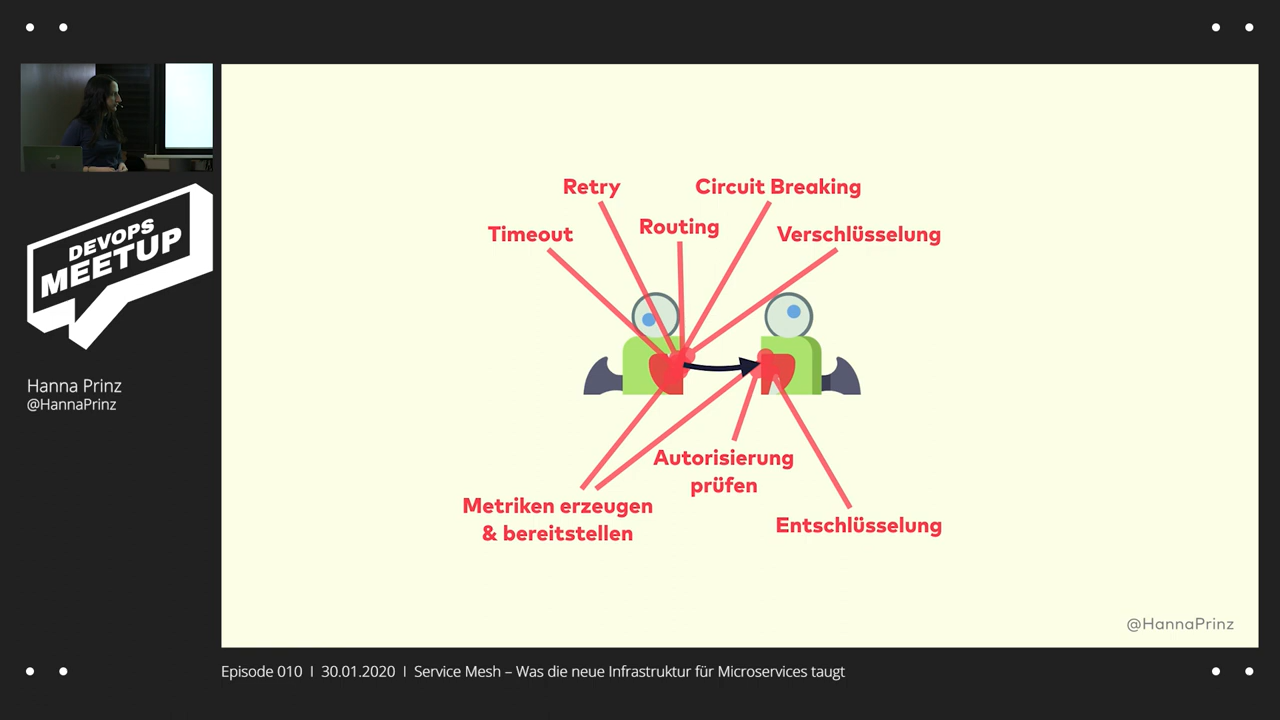 DEVOPS
MEETUP
Hanna Prinz
@HannaPrinz
Retry
Circuit Breaking
Timeout
Routing
Verschlüsselung
Autorisierung
prüfen
Metriken erzeugen
& bereitstellen
Entschlüsselung
@HannaPrinz
Episode 010 I 30.01.2020 I Service Mesh – Was die neue Infrastruktur für Microservices taugt